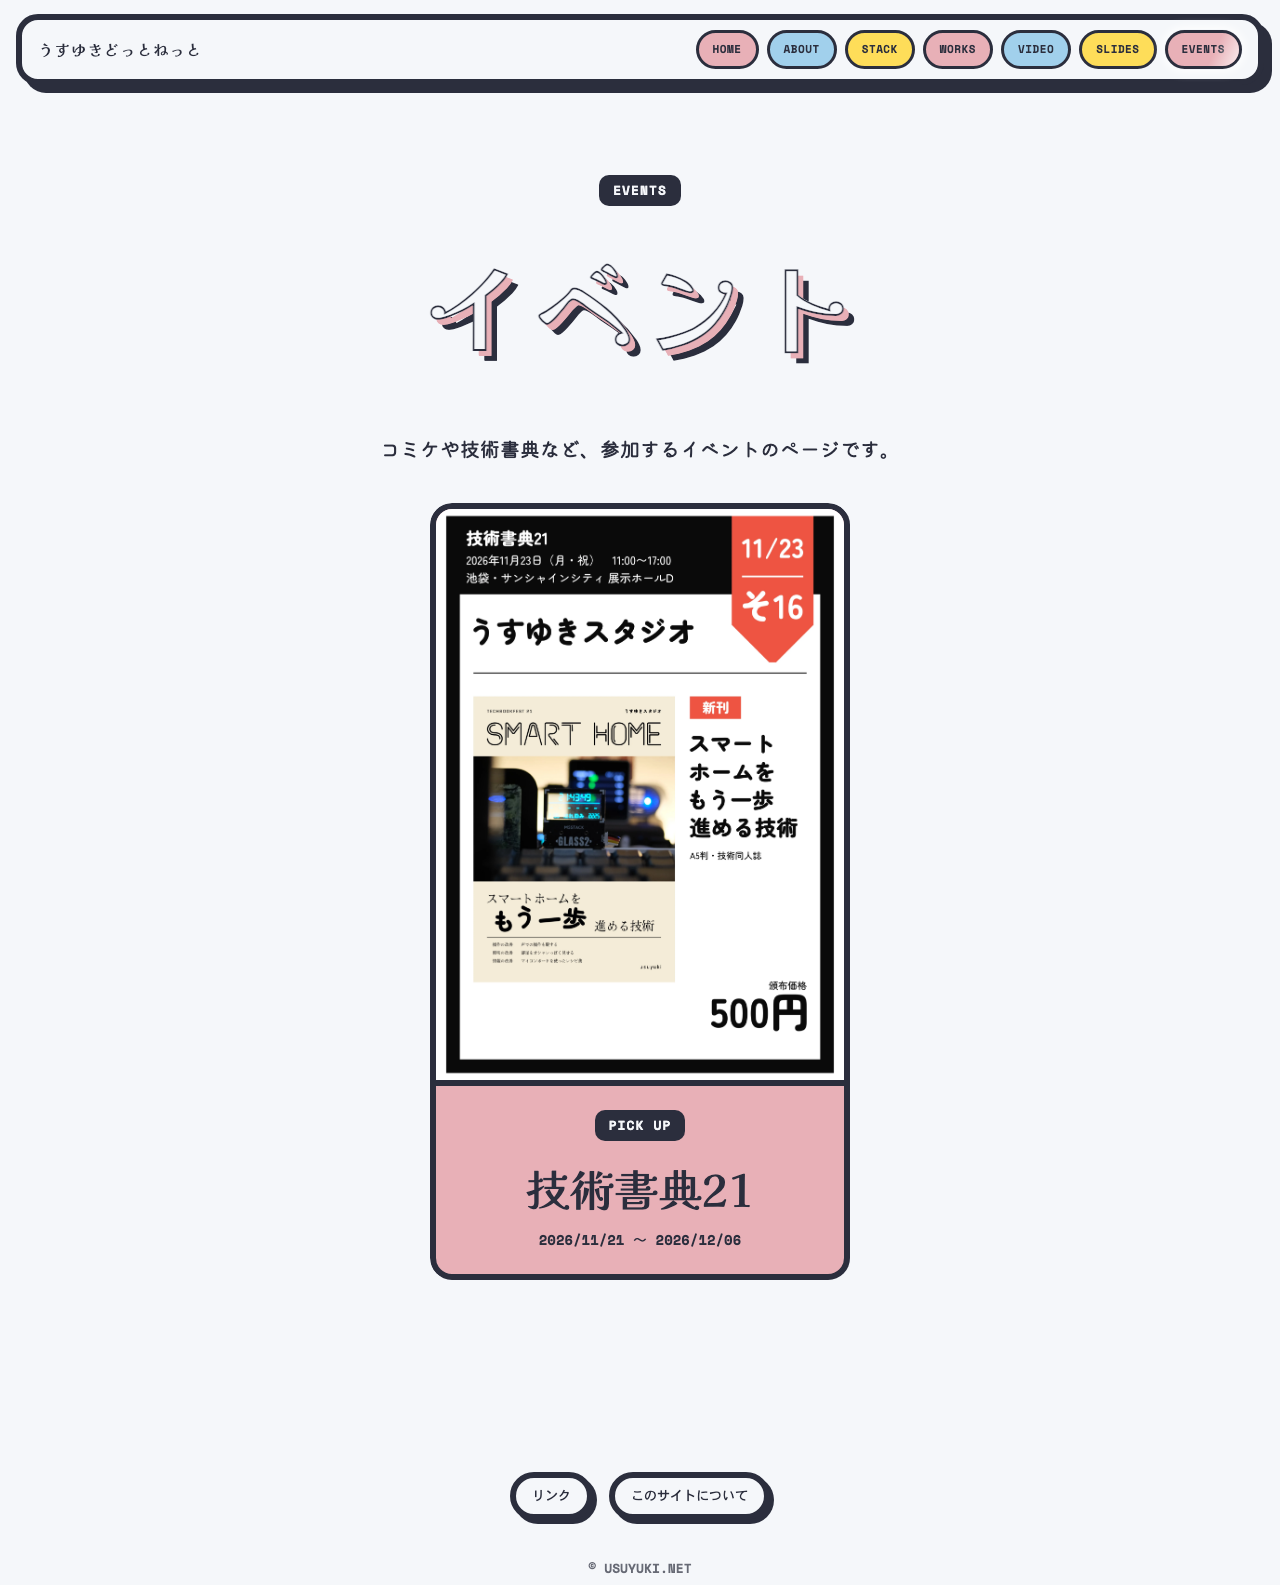 うすゆきどっとねっと
HOME
ABOUT
STACK
WORKS
VIDEO
SLIDES
EVENTS
EVENTS
イベント
コミケや技術書典など、参加するイベントのページです。
技術書典21
2026年11月23日（月・祝） 11:00〜17:00
池袋・サンシャインシティ 展示ホールD
11/23
そ16
うすゆきスタジオ
うすゆきスタジオ
SMART HOME
GLASS2
スマートホームを
もう一歩 進める技術
新刊
スマート
ホームを
もう一歩
進める技術
A5判・技術同人誌
頒布価格
500円
PICK UP
技術書典21
2026/11/21 〜 2026/12/06
リンク
このサイトについて
© USUYUKI.NET